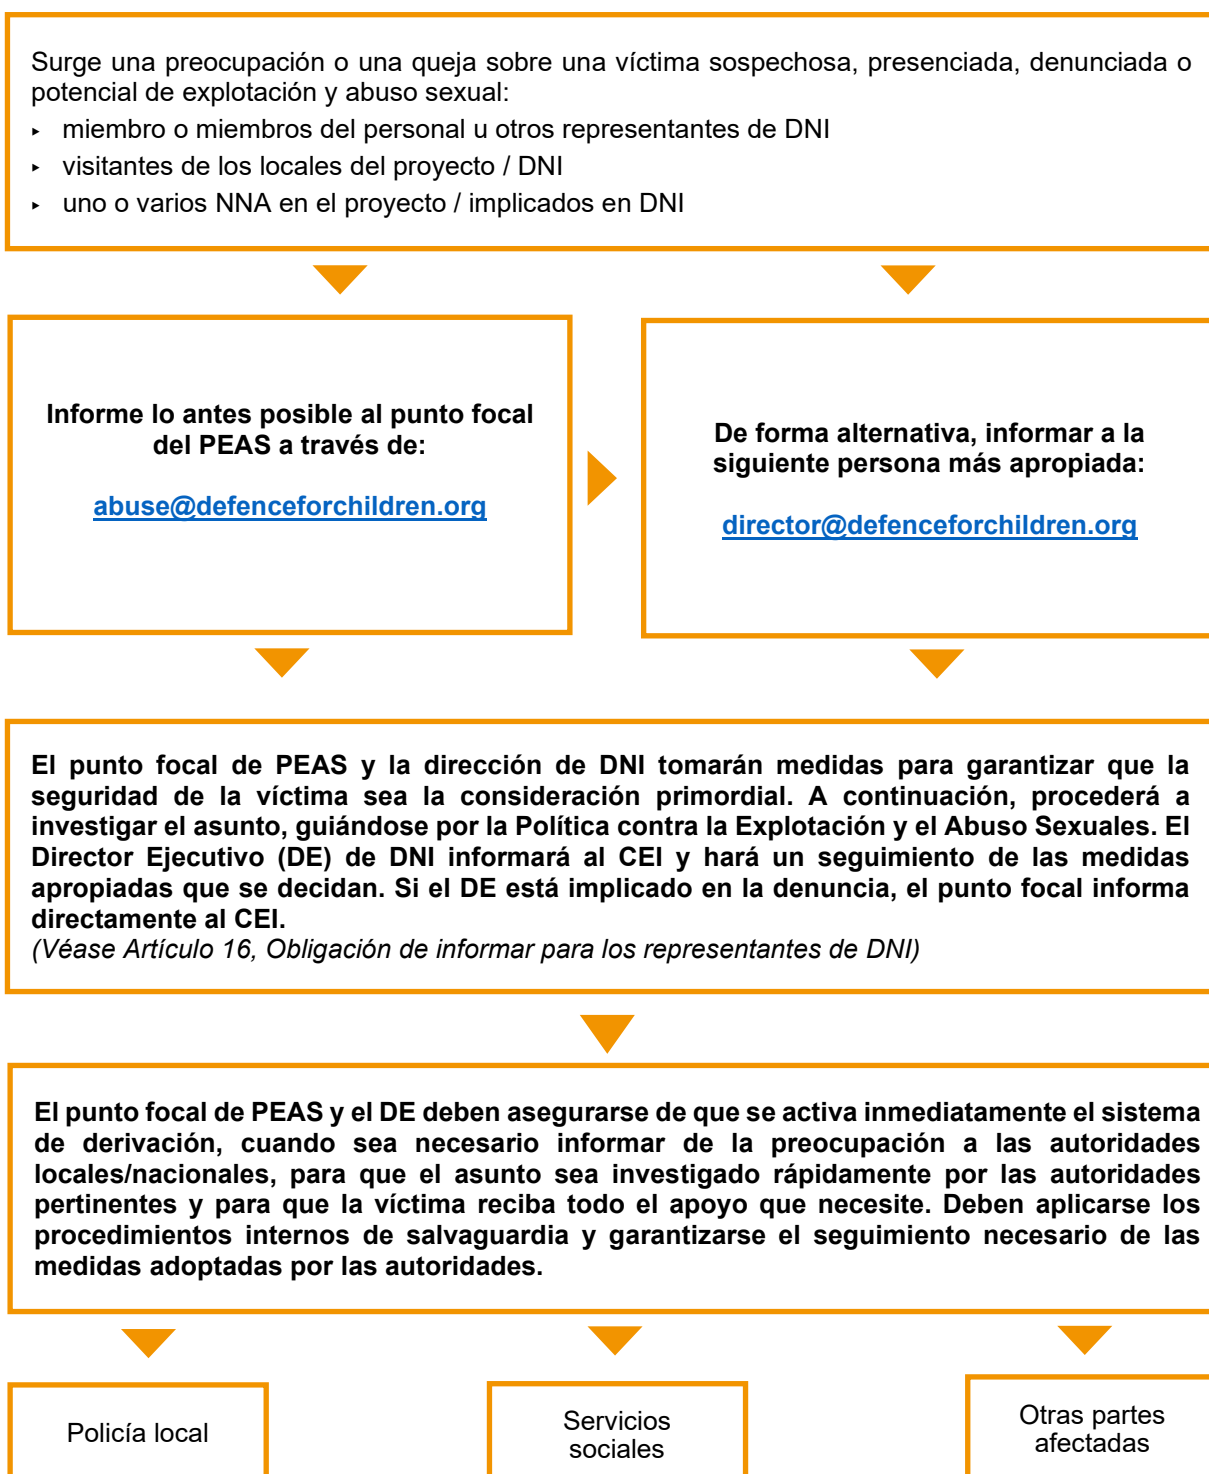 Surge una preocupación o una queja sobre una víctima sospechosa, presenciada, denunciada o
potencial de explotación y abuso sexual:
▸ miembro o miembros del personal u otros representantes de DNI
▸ visitantes de los locales del proyecto / DNI
▸ uno o varios NNA en el proyecto / implicados en DNI
Informe lo antes posible al punto focal
del PEAS a través de:
abuse@defenceforchildren.org
De forma alternativa, informar a la
siguiente persona más apropiada:
director@defenceforchildren.org
El punto focal de PEAS y la dirección de DNI tomarán medidas para garantizar que la
seguridad de la víctima sea la consideración primordial. A continuación, procederá a
investigar el asunto, guiándose por la Política contra la Explotación y el Abuso Sexuales. El
Director Ejecutivo (DE) de DNI informará al CEI y hará un seguimiento de las medidas
apropiadas que se decidan. Si el DE está implicado en la denuncia, el punto focal informa
directamente al CEI.
(Véase Artículo 16, Obligación de informar para los representantes de DNI)
El punto focal de PEAS y el DE deben asegurarse de que se activa inmediatamente el sistema
de derivación, cuando sea necesario informar de la preocupación a las autoridades
locales/nacionales, para que el asunto sea investigado rápidamente por las autoridades
pertinentes y para que la víctima reciba todo el apoyo que necesite. Deben aplicarse los
procedimientos internos de salvaguardia y garantizarse el seguimiento necesario de las
medidas adoptadas por las autoridades.
Policía local
Servicios
sociales
Otras partes
afectadas